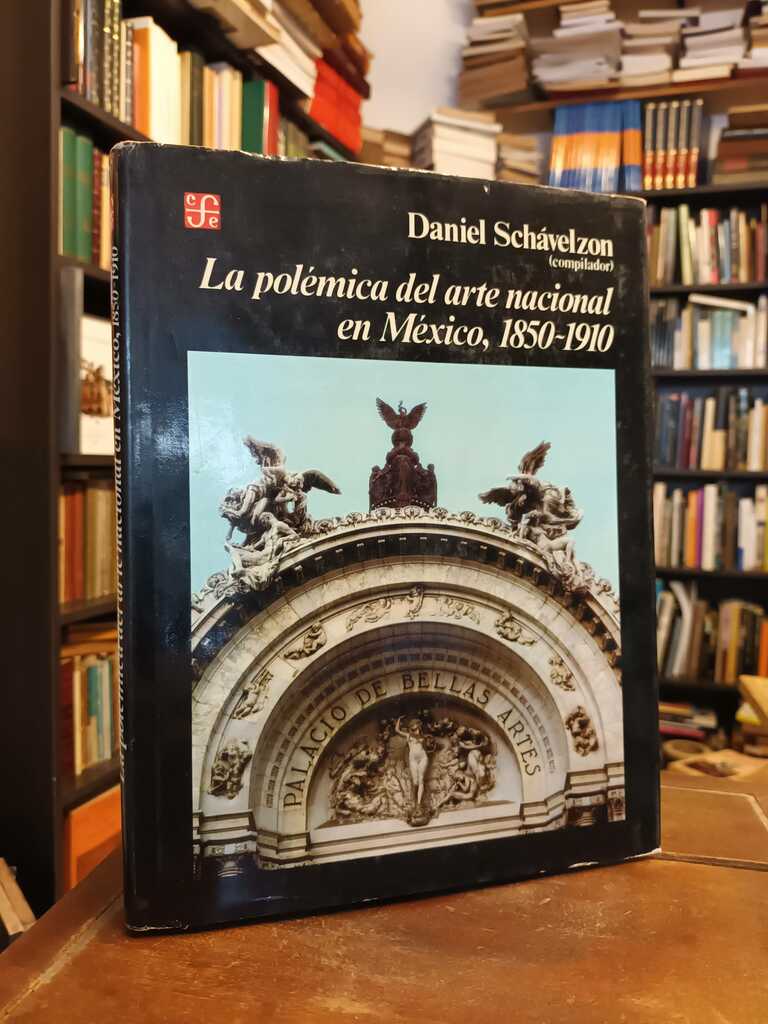 cfe
Daniel Schávelzon
(compilador)
La polémica del arte nacional
en México, 1850-1910
PALACIO DE BELLAS ARTES
La polémica del arte nacional en México, 1850-1910